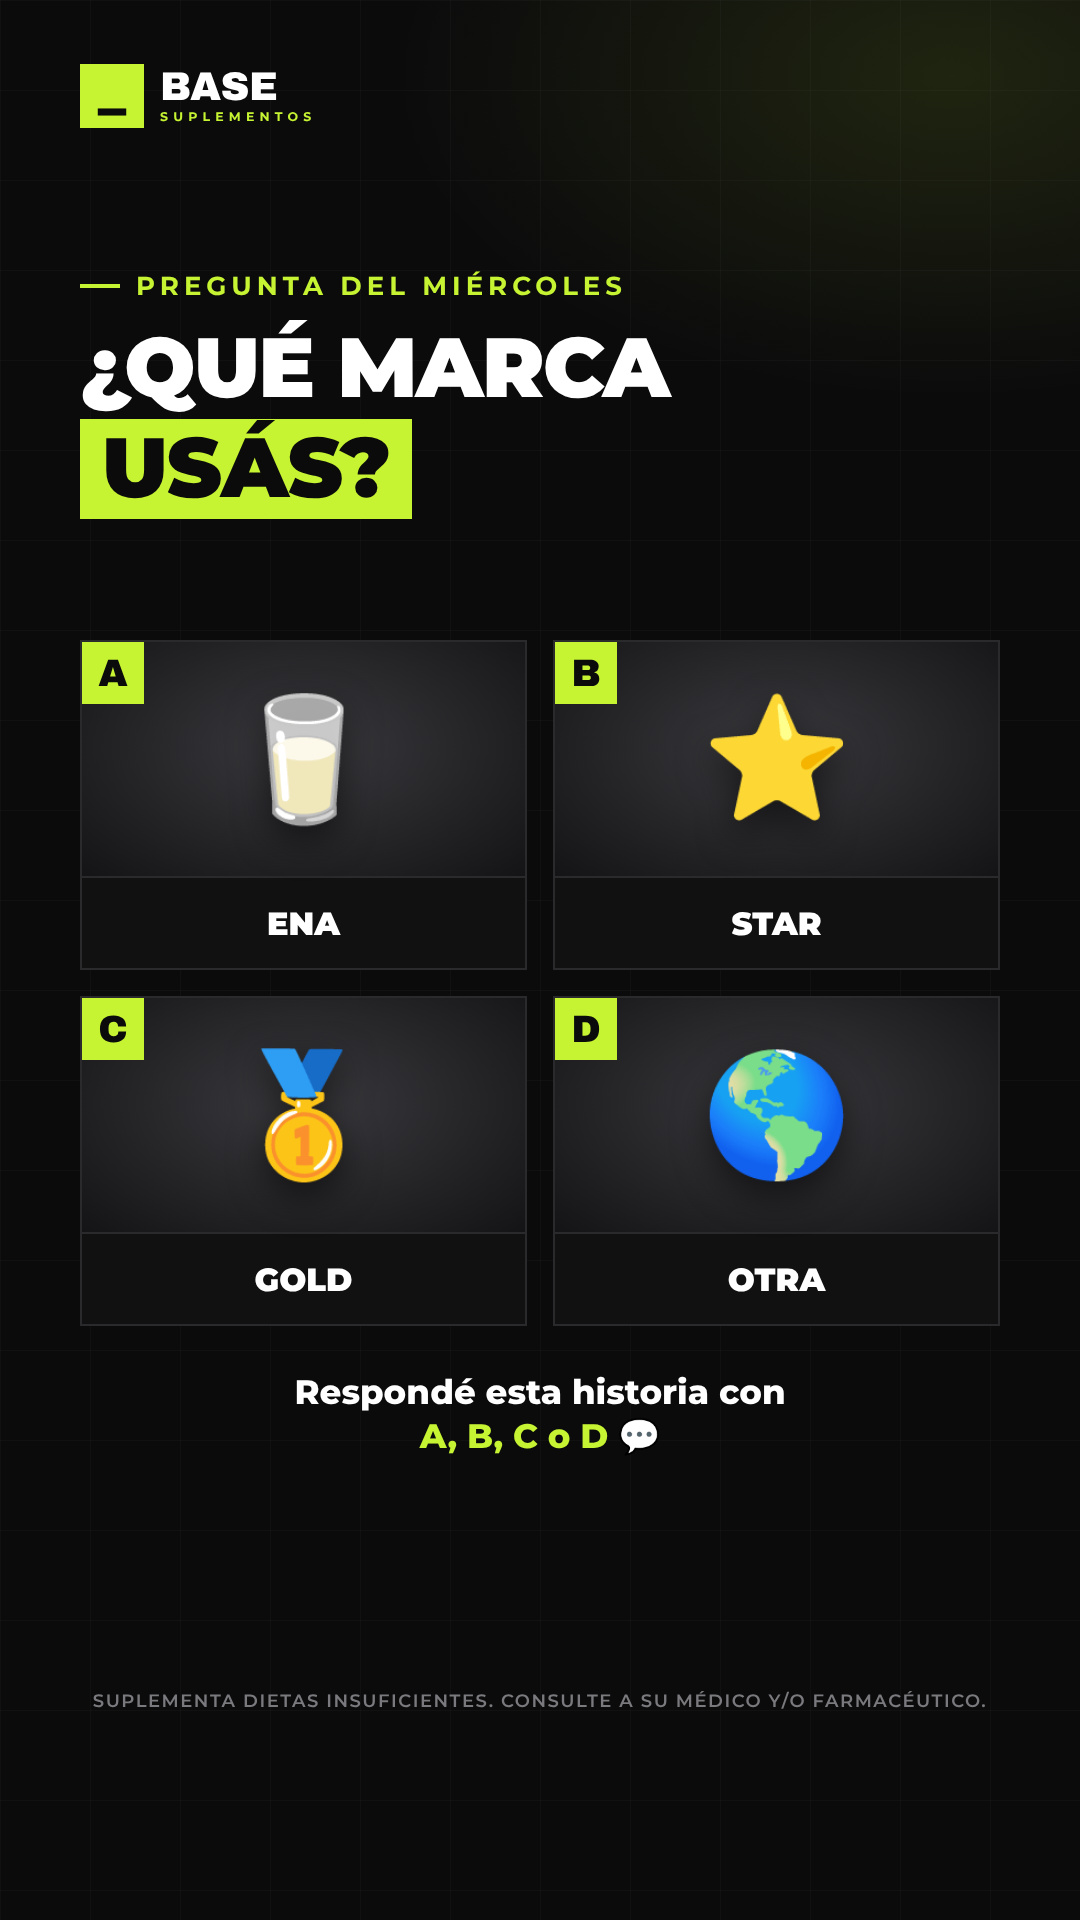 BASE
SUPLEMENTOS
PREGUNTA DEL MIÉRCOLES
¿QUÉ MARCA
USÁS?
A
B
ENA
STAR
C
D
1
GOLD
OTRA
Respondé esta historia con
A, B, C o D 💬
SUPLEMENTA DIETAS INSUFICIENTES. CONSULTE A SU MÉDICO Y/O FARMACÉUTICO.